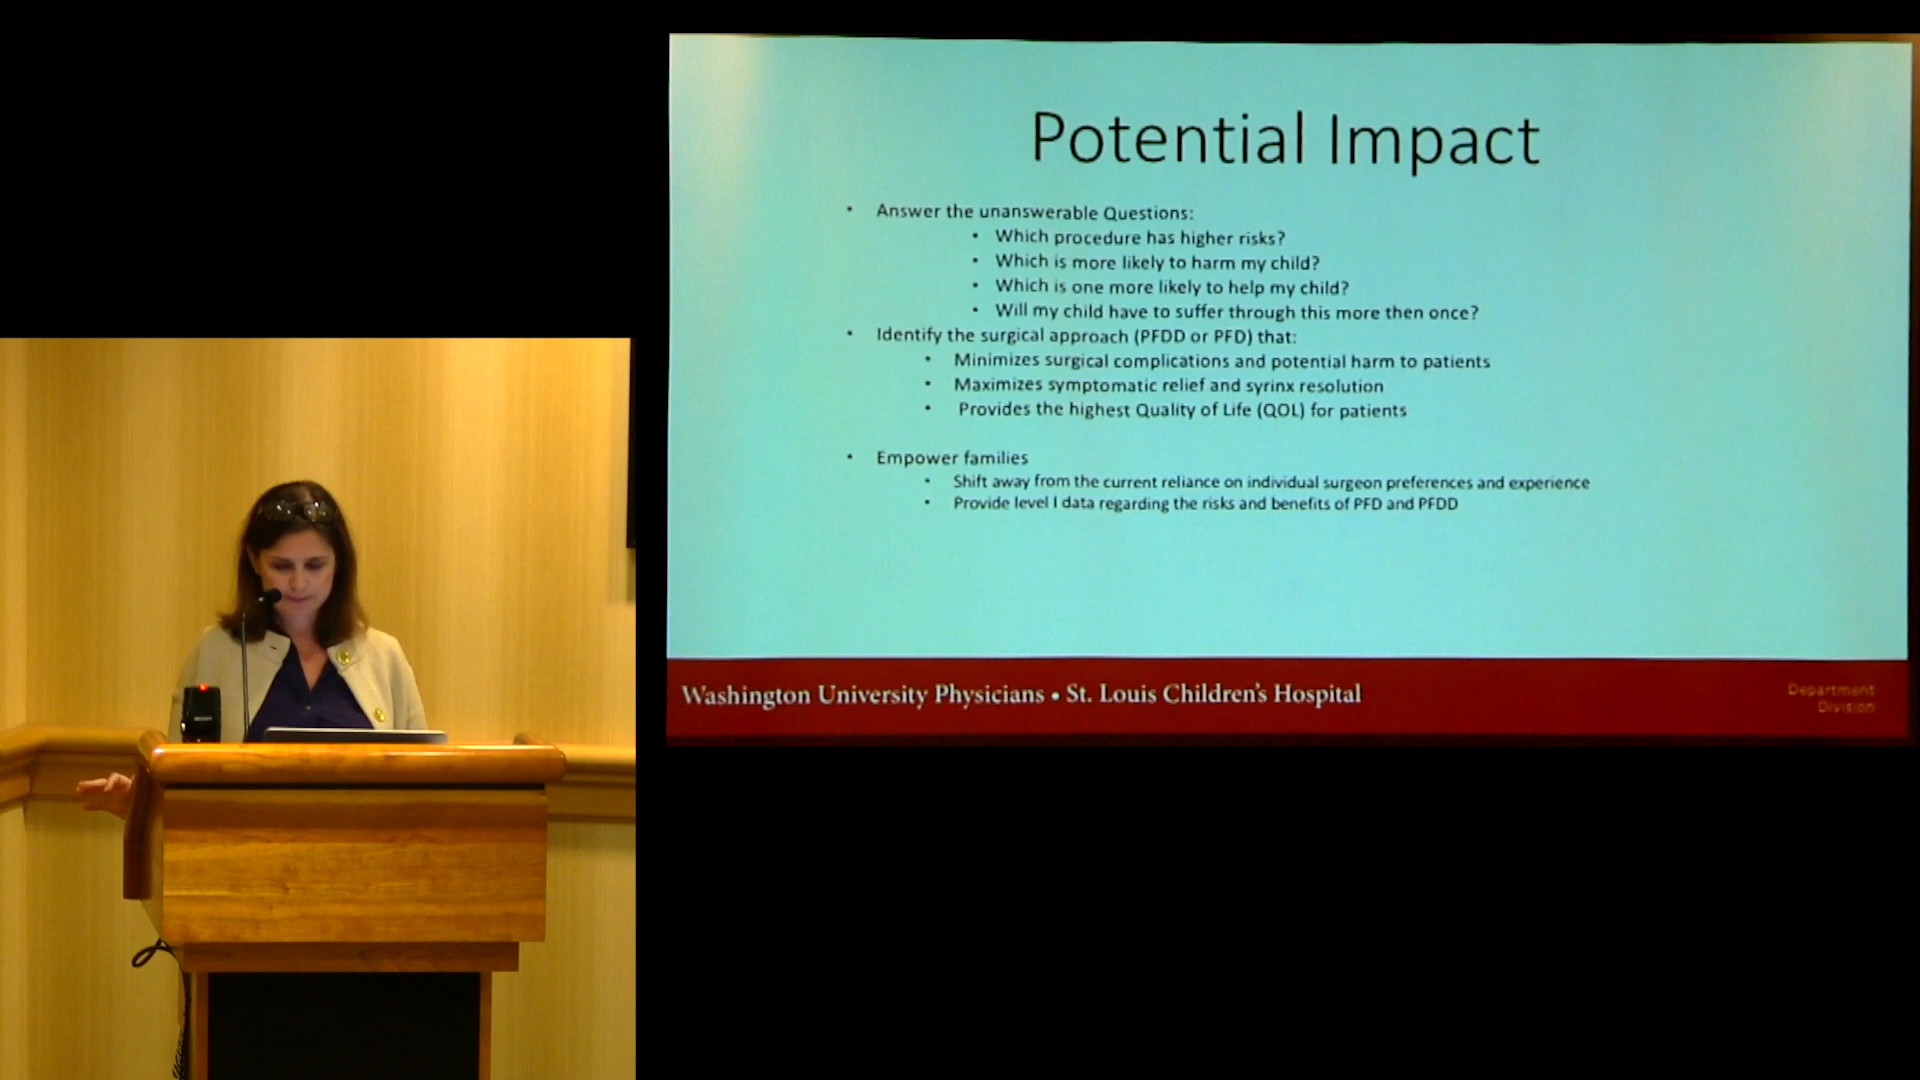 Potential Impact
• Answer the unanswerable Questions:
• Which procedure has higher risks?
• Which is more likely to harm my child?
• Which is one more likely to help my child?
• Will my child have to suffer through this more then once?
• Identify the surgical approach (PFDD or PFD) that:
• Minimizes surgical complications and potential harm to patients
• Maximizes symptomatic relief and syrinx resolution
• Provides the highest Quality of Life (QOL) for patients
• Empower families
• Shift away from the current reliance on individual surgeon preferences and experience
• Provide level I data regarding the risks and benefits of PFD and PFDD
Washington University Physicians • St. Louis Children's Hospital
Department
Division